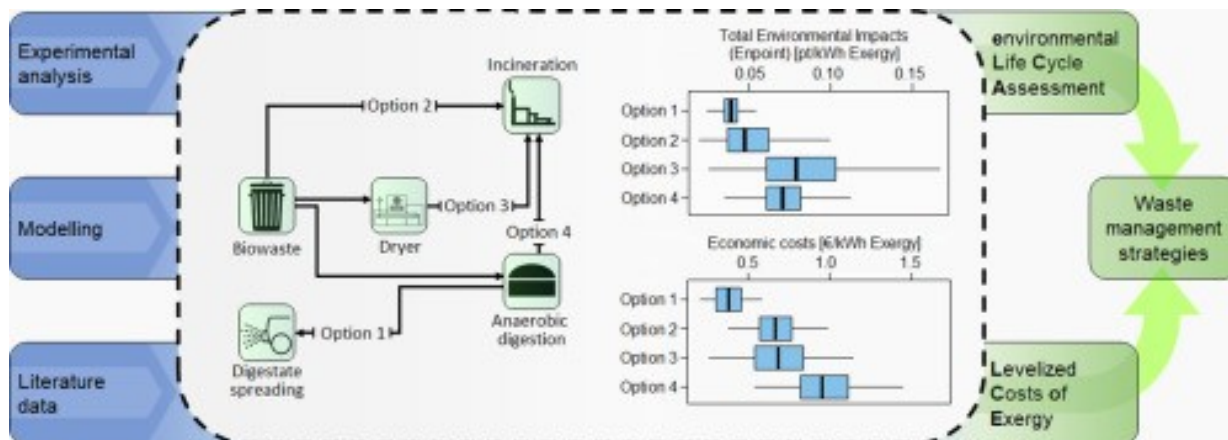 Experimental
analysis
Modelling
Literature
data
Incineration
Option 2
Biowaste
Dryer
Option 3
Option 4
Anaerobic
digestion
Option 1
Digestate
spreading
Total Environmental Impacts
(Enpoint) [pt/kWh Exergy]
0.05 0.10 0.15
Option 1
Option 2
Option 3
Option 4
Economic costs [€/kWh Exergy]
0.5 1.0 1.5
Option 1
Option 2
Option 3
Option 4
environmental
Life Cycle
Assessment
Waste
management
strategies
Levelized
Costs of
Exergy